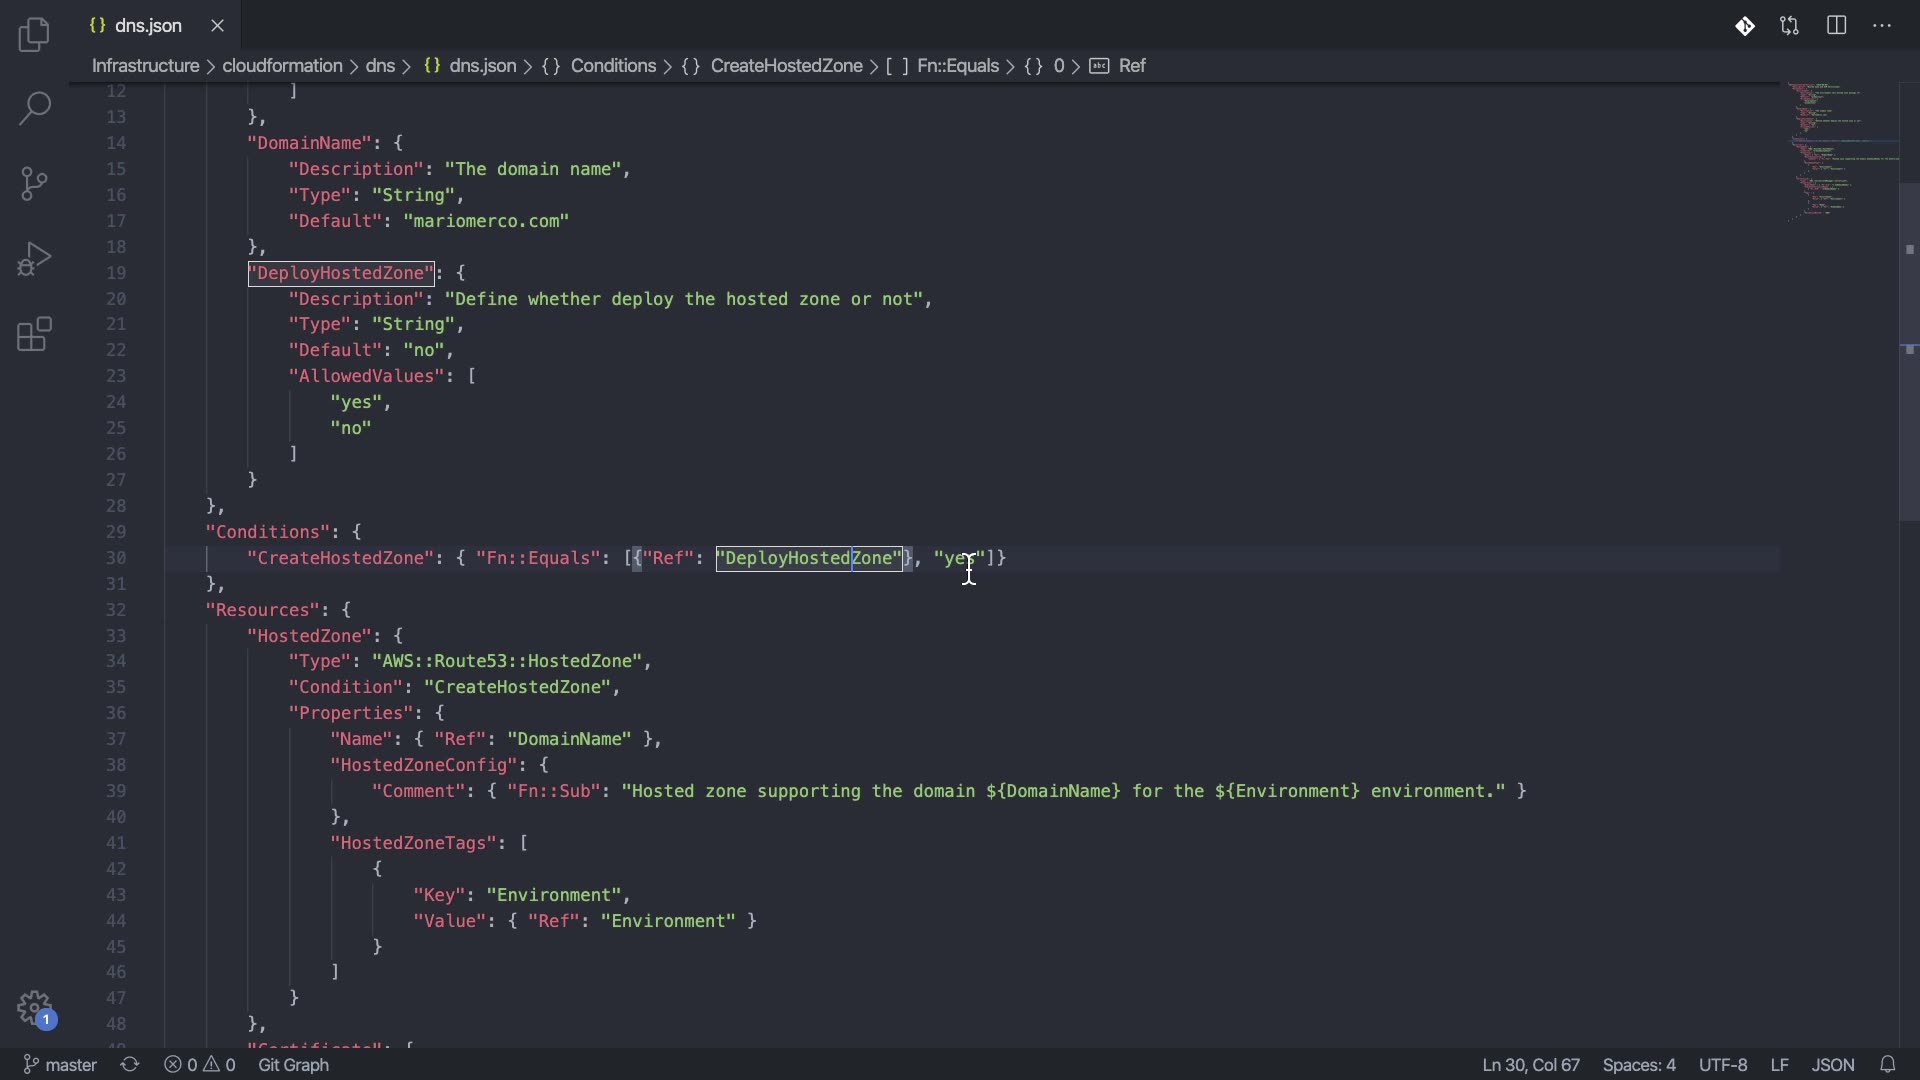 {} dns.json
Infrastructure > cloudformation > dns > {} dns.json > {} Conditions > {} CreateHostedZone > [ ] Fn::Equals > {} 0 > abc Ref
12 ]
13 },
14 "DomainName": {
15 "Description": "The domain name",
16 "Type": "String",
17 "Default": "mariomerco.com"
18 },
19 "DeployHostedZone": {
20 "Description": "Define whether deploy the hosted zone or not",
21 "Type": "String",
22 "Default": "no",
23 "AllowedValues": [
24 "yes",
25 "no"
26 ]
27 }
28 },
29 "Conditions": {
30 "CreateHostedZone": { "Fn::Equals": [{"Ref": "DeployHostedZone"}, "yes"]}
31 },
32 "Resources": {
33 "HostedZone": {
34 "Type": "AWS::Route53::HostedZone",
35 "Condition": "CreateHostedZone",
36 "Properties": {
37 "Name": { "Ref": "DomainName" },
38 "HostedZoneConfig": {
39 "Comment": { "Fn::Sub": "Hosted zone supporting the domain ${DomainName} for the ${Environment} environment." }
40 },
41 "HostedZoneTags": [
42 {
43 "Key": "Environment",
44 "Value": { "Ref": "Environment" }
45 }
46 ]
47 }
48 },
49 "Certificate": {
1
master 0 0 Git Graph Ln 30, Col 67 Spaces: 4 UTF-8 LF JSON